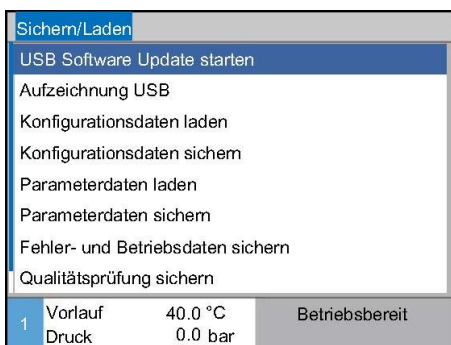 Sichern/Laden
USB Software Update starten
Aufzeichnung USB
Konfigurationsdaten laden
Konfigurationsdaten sichern
Parameterdaten laden
Parameterdaten sichern
Fehler- und Betriebsdaten sichern
Qualitätsprüfung sichern
1 Vorlauf 40.0 °C Betriebsbereit
Druck 0.0 bar